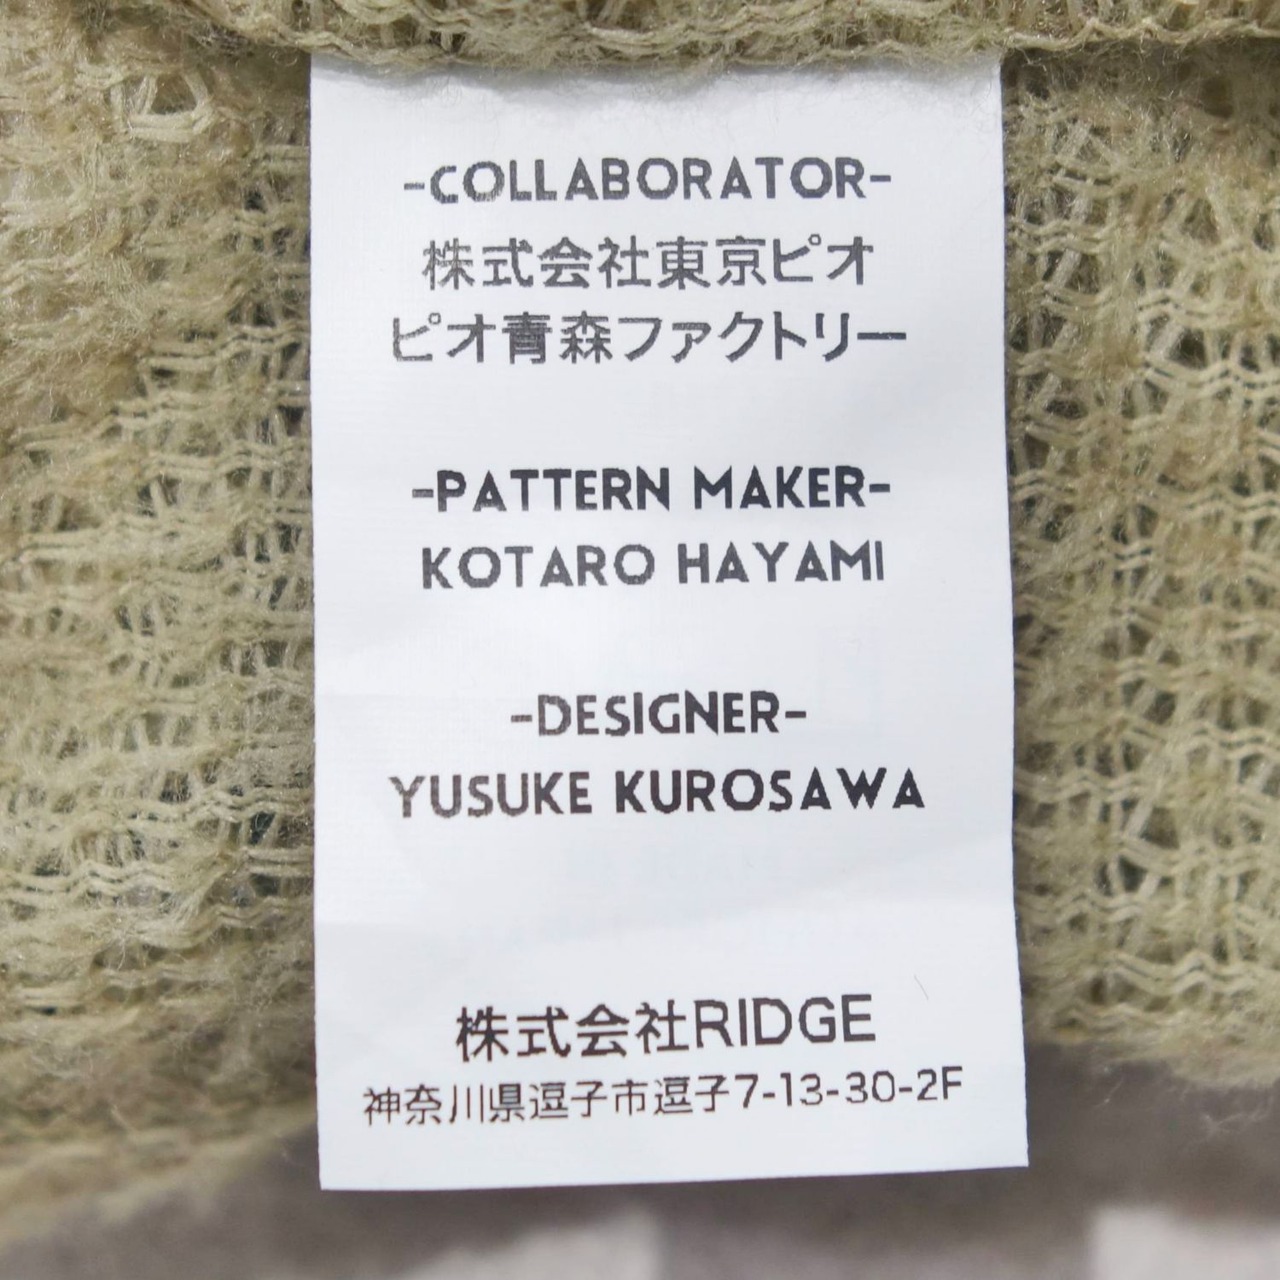 -COLLABORATOR-
株式会社東京ピオ
ピオ青森ファクトリー
-PATTERN MAKER-
KOTARO HAYAMI
-DESIGNER-
YUSUKE KUROSAWA
株式会社RIDGE
神奈川県逗子市逗子7-13-30-2F